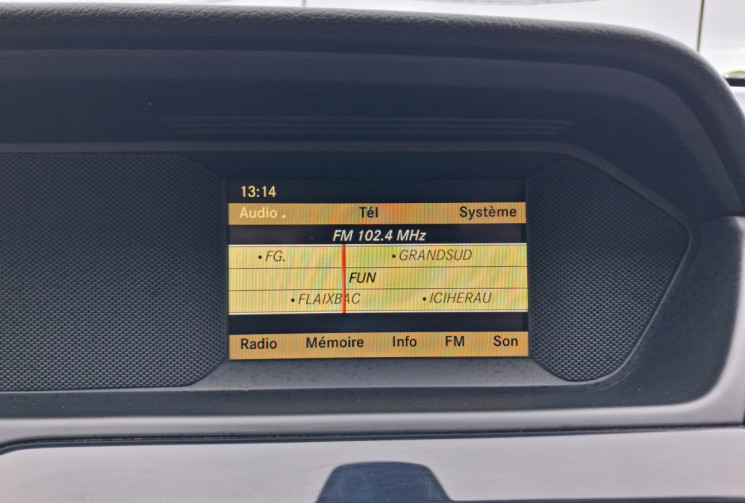 13:14
Audio Tél Système
FM 102.4 MHz
• FG. • GRANDSUD
FUN
• FLAIXBAC • ICIHERAU
Radio Mémoire Info FM Son